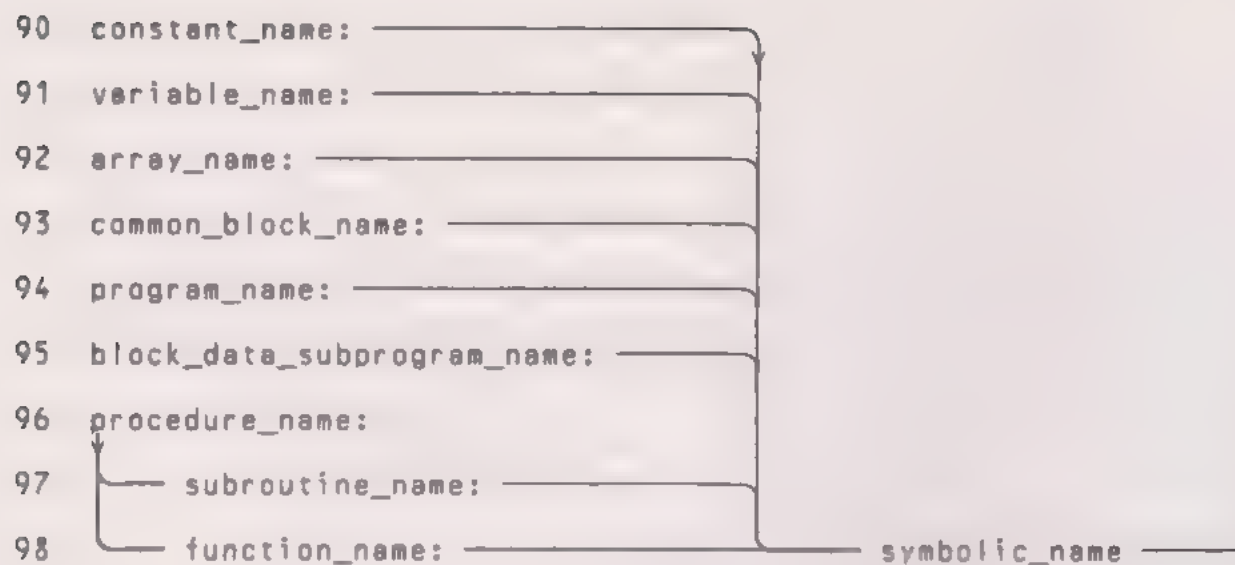 90 constant_name:
91 variable_name:
92 array_name:
93 common_block_name:
94 program_name:
95 block_data_subprogram_name:
96 procedure_name:
97 subroutine_name:
98 function_name: symbolic_name